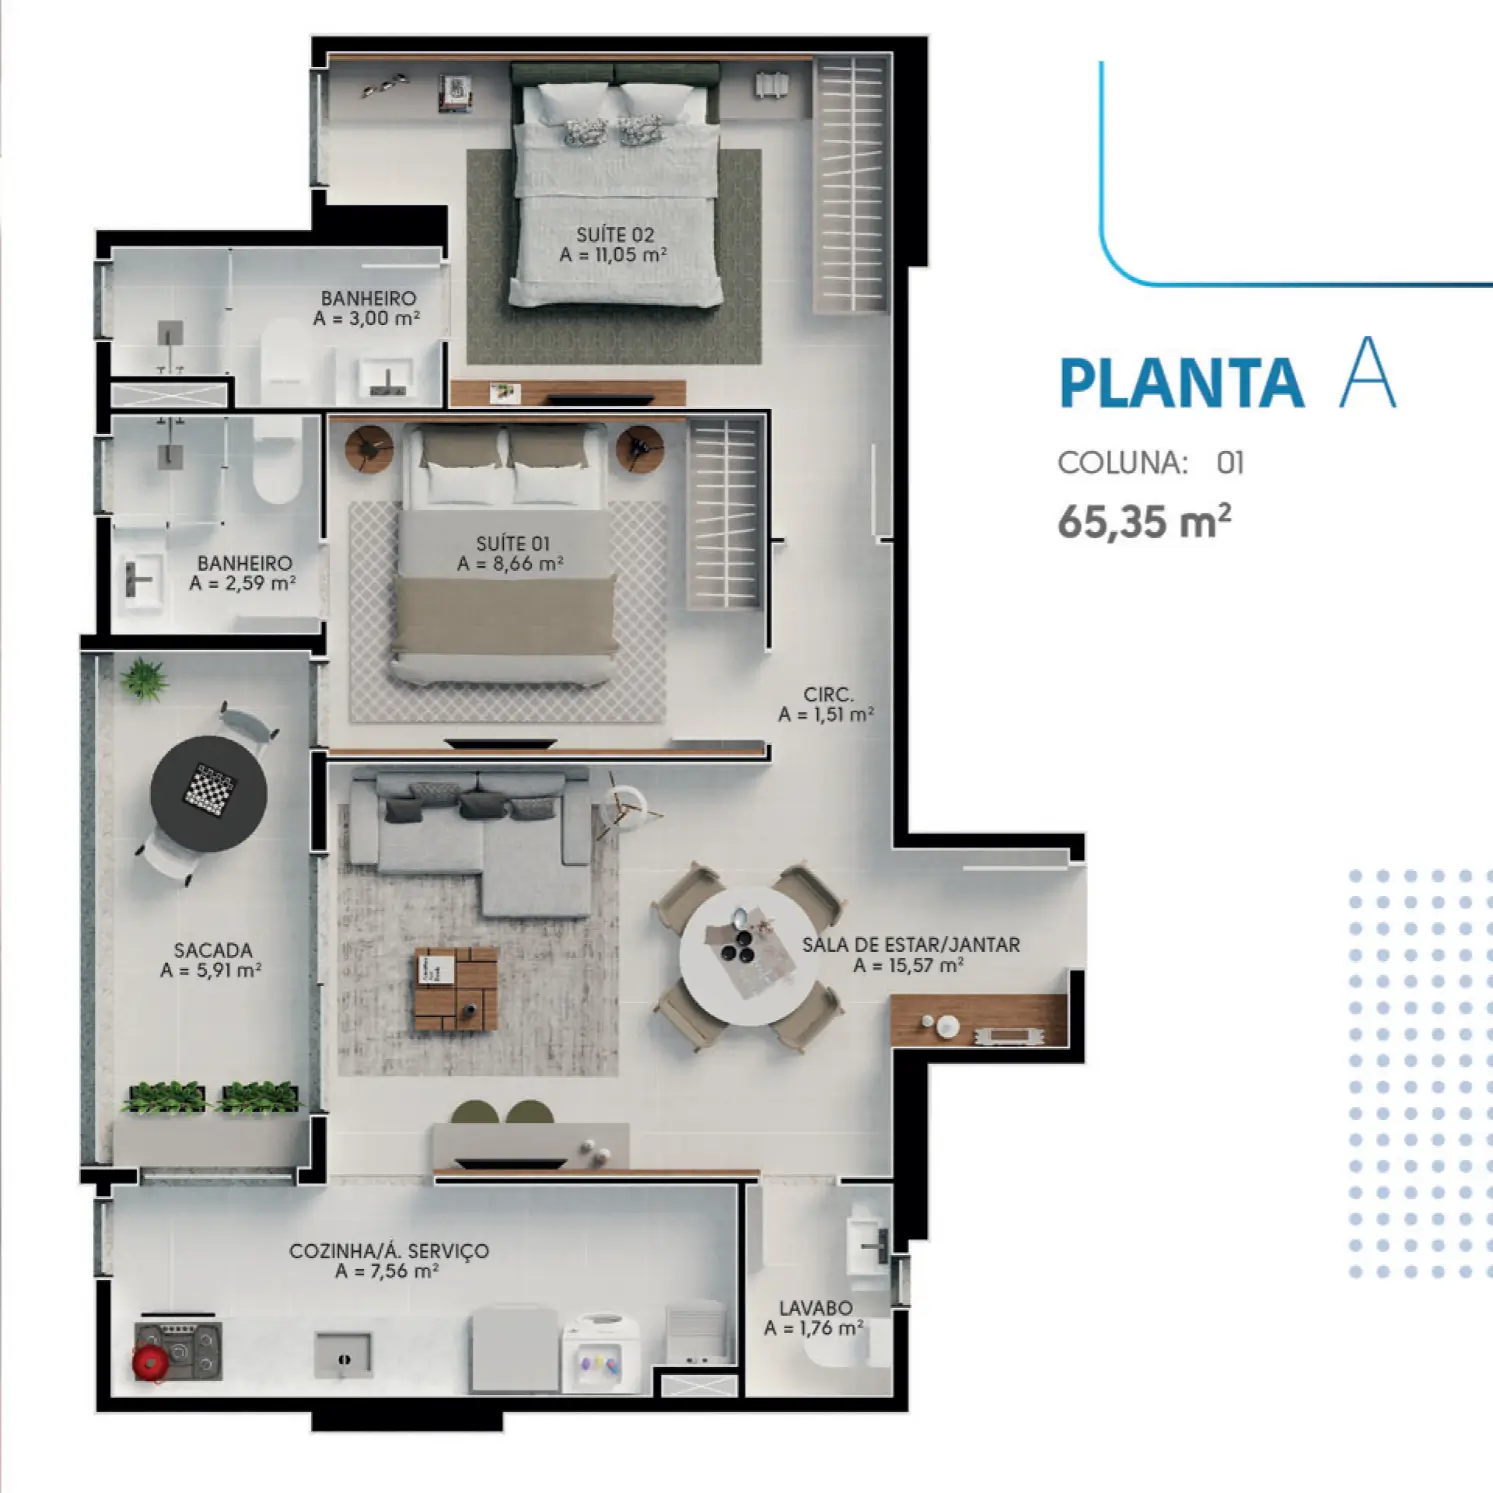 SUÍTE 02
A = 11,05 m²
BANHEIRO
A = 3,00 m²
PLANTA A
COLUNA: 01
65,35 m²
SUÍTE 01
A = 8,66 m²
BANHEIRO
A = 2,59 m²
CIRC.
A = 1,51 m²
SACADA
A = 5,91 m²
SALA DE ESTAR/JANTAR
A = 15,57 m²
COZINHA/Á. SERVIÇO
A = 7,56 m²
LAVABO
A = 1,76 m²